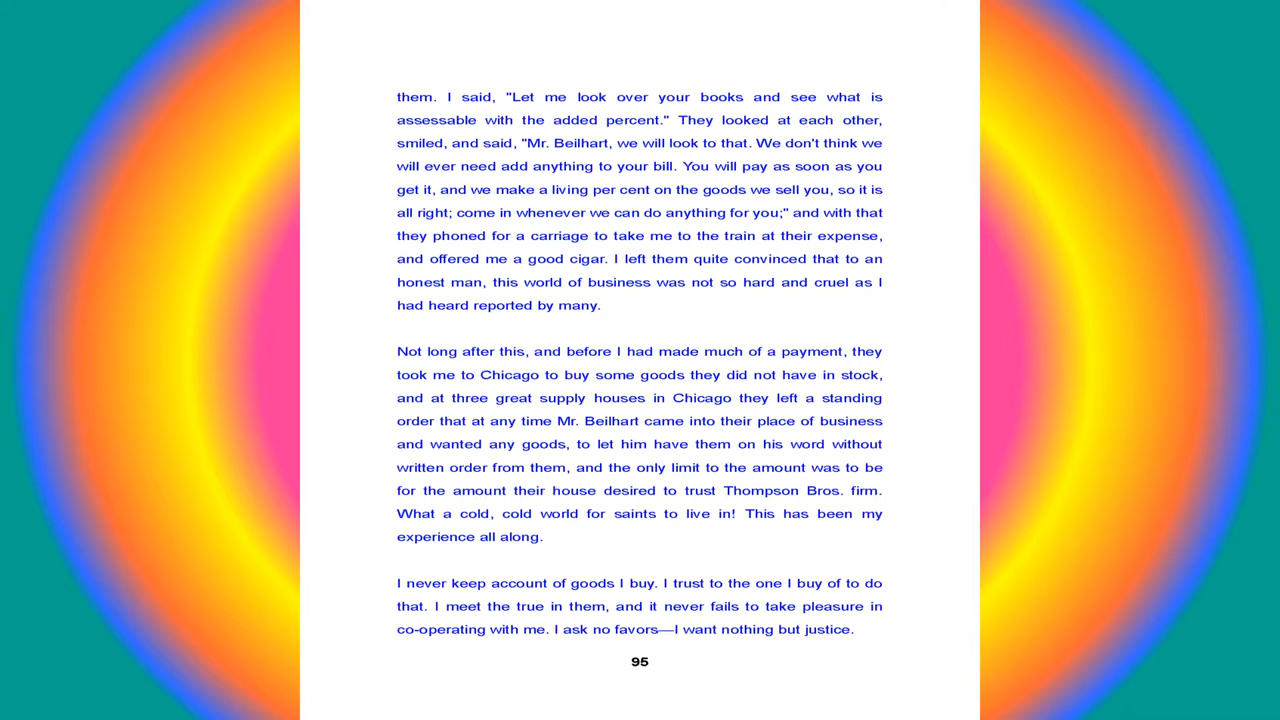 them. I said, "Let me look over your books and see what is
assessable with the added percent." They looked at each other,
smiled, and said, "Mr. Beilhart, we will look to that. We don't think we
will ever need add anything to your bill. You will pay as soon as you
get it, and we make a living per cent on the goods we sell you, so it is
all right; come in whenever we can do anything for you;" and with that
they phoned for a carriage to take me to the train at their expense,
and offered me a good cigar. I left them quite convinced that to an
honest man, this world of business was not so hard and cruel as I
had heard reported by many.
Not long after this, and before I had made much of a payment, they
took me to Chicago to buy some goods they did not have in stock,
and at three great supply houses in Chicago they left a standing
order that at any time Mr. Beilhart came into their place of business
and wanted any goods, to let him have them on his word without
written order from them, and the only limit to the amount was to be
for the amount their house desired to trust Thompson Bros. firm.
What a cold, cold world for saints to live in! This has been my
experience all along.
I never keep account of goods I buy. I trust to the one I buy of to do
that. I meet the true in them, and it never fails to take pleasure in
co-operating with me. I ask no favors—I want nothing but justice.
95